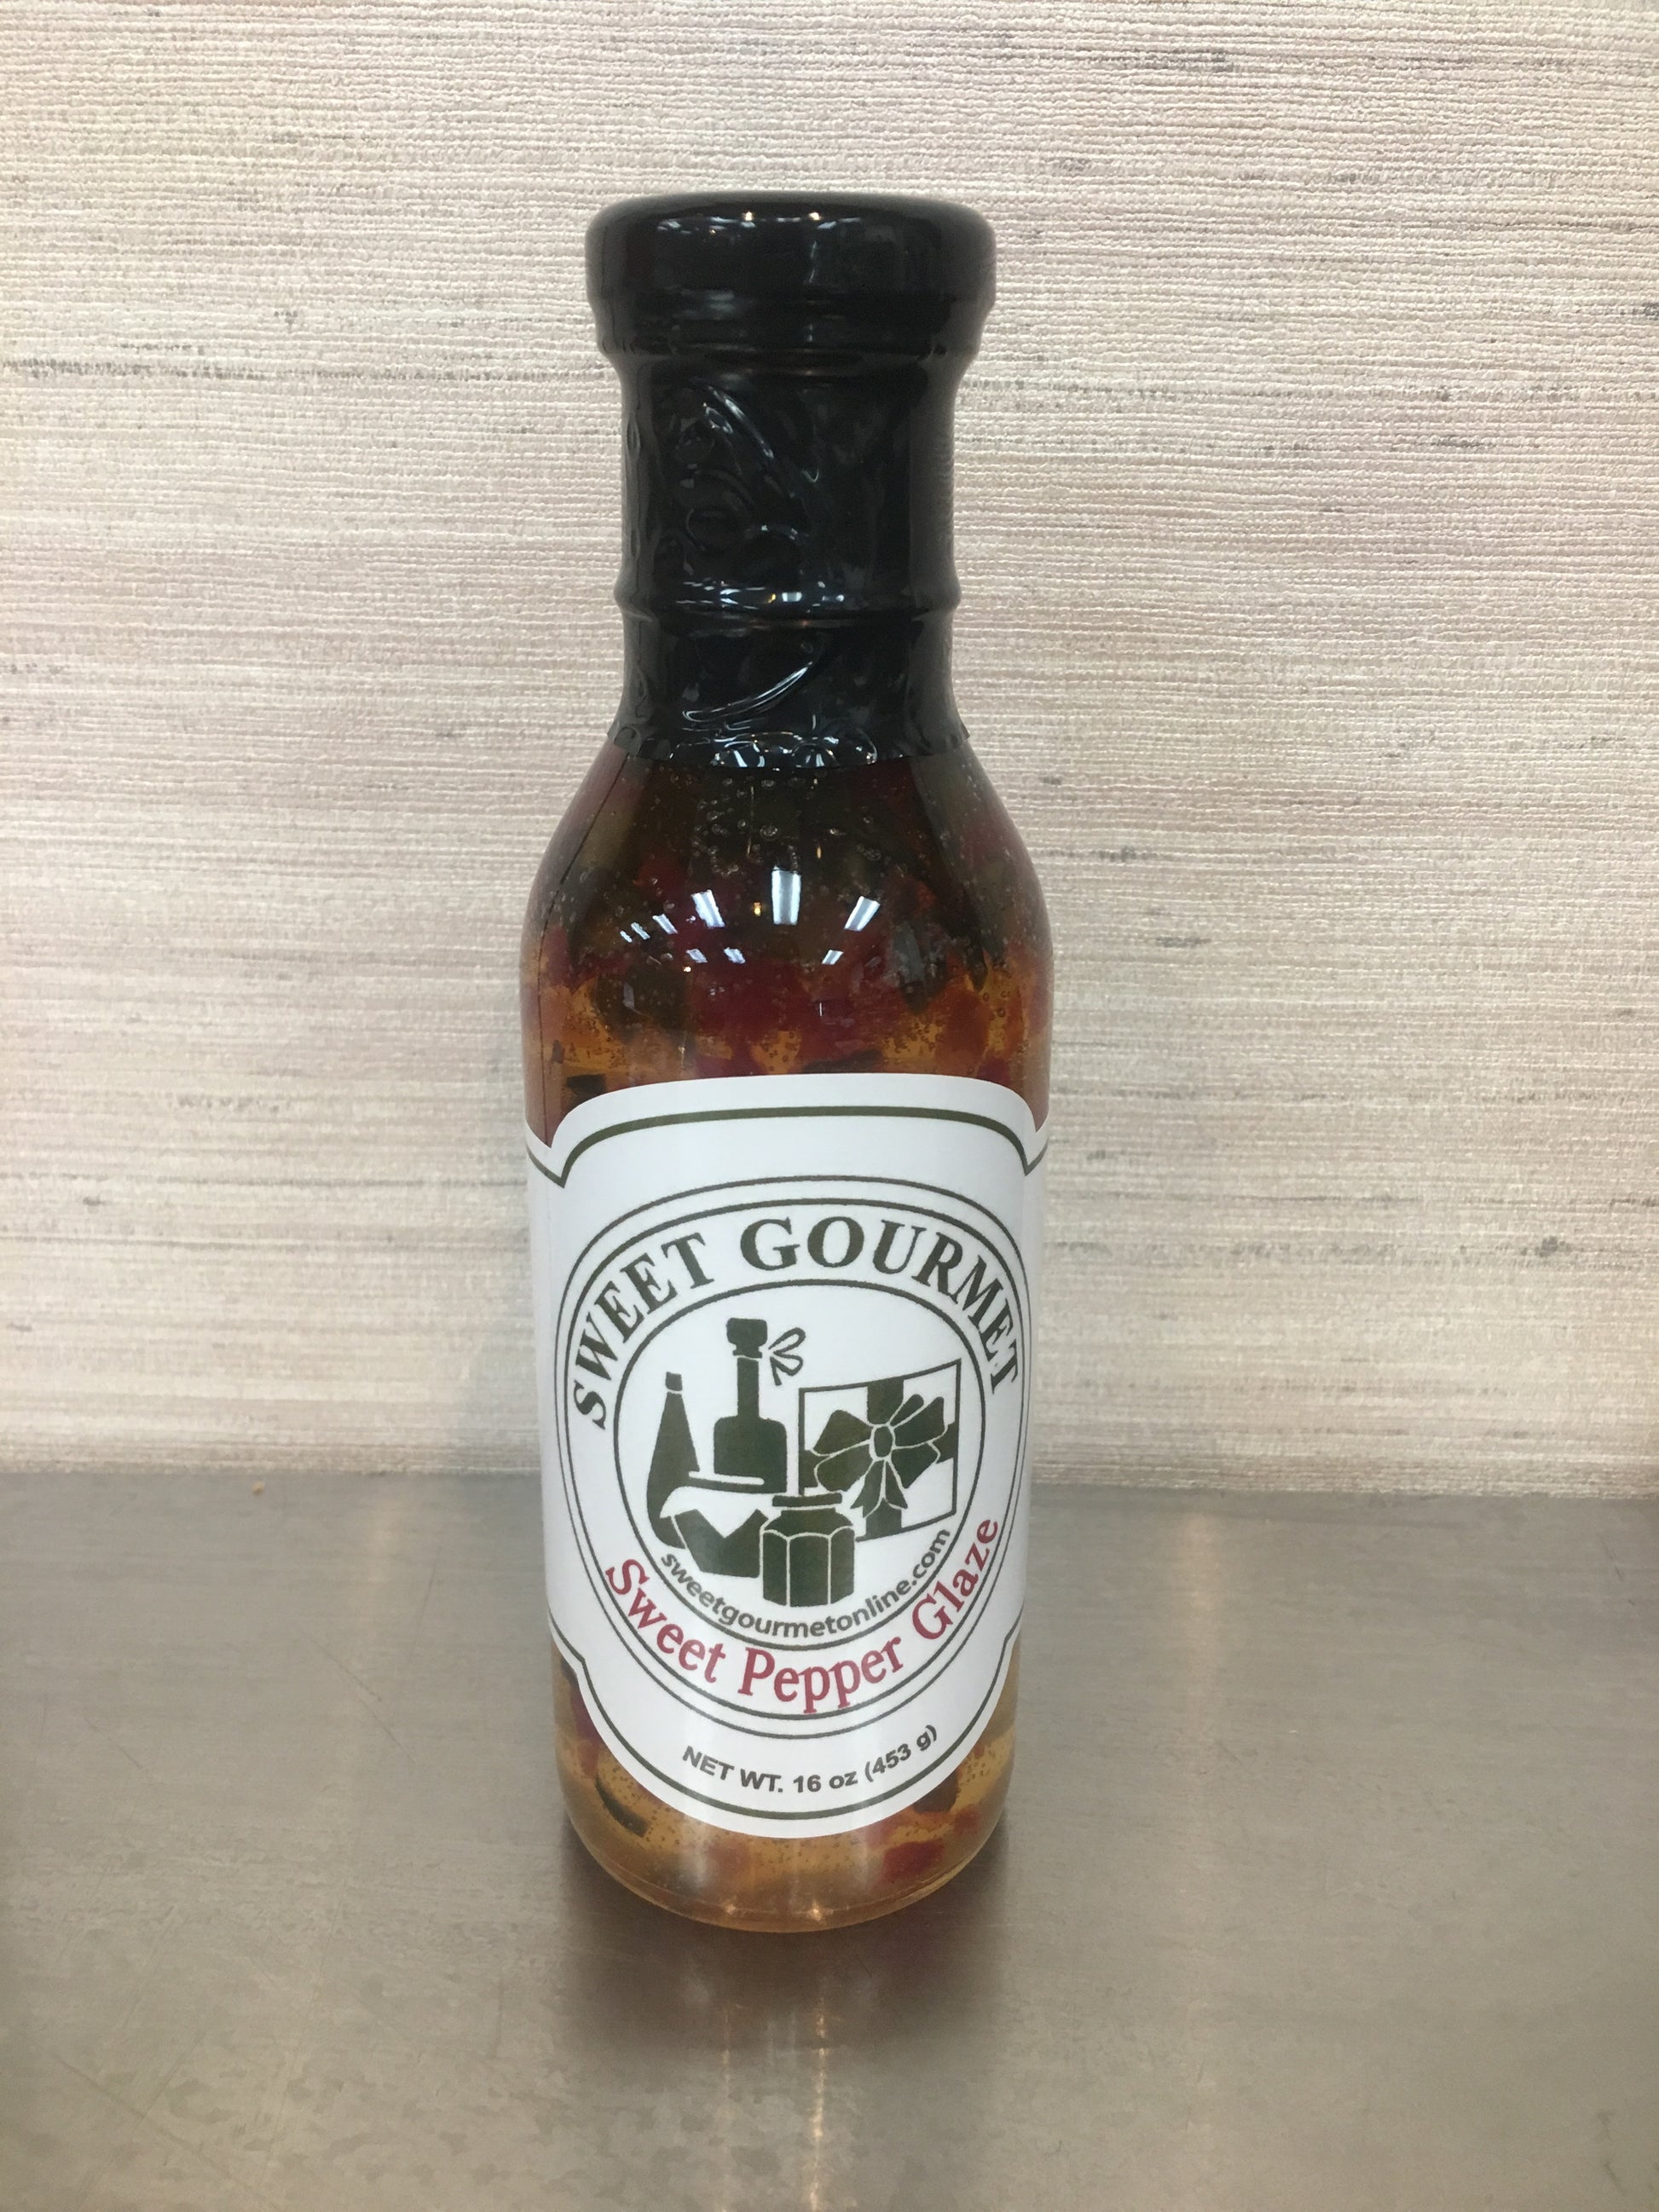 SWEET GOURMET
sweetgourmetonline.com
Sweet Pepper Glaze
NET WT. 16 oz (453 g)